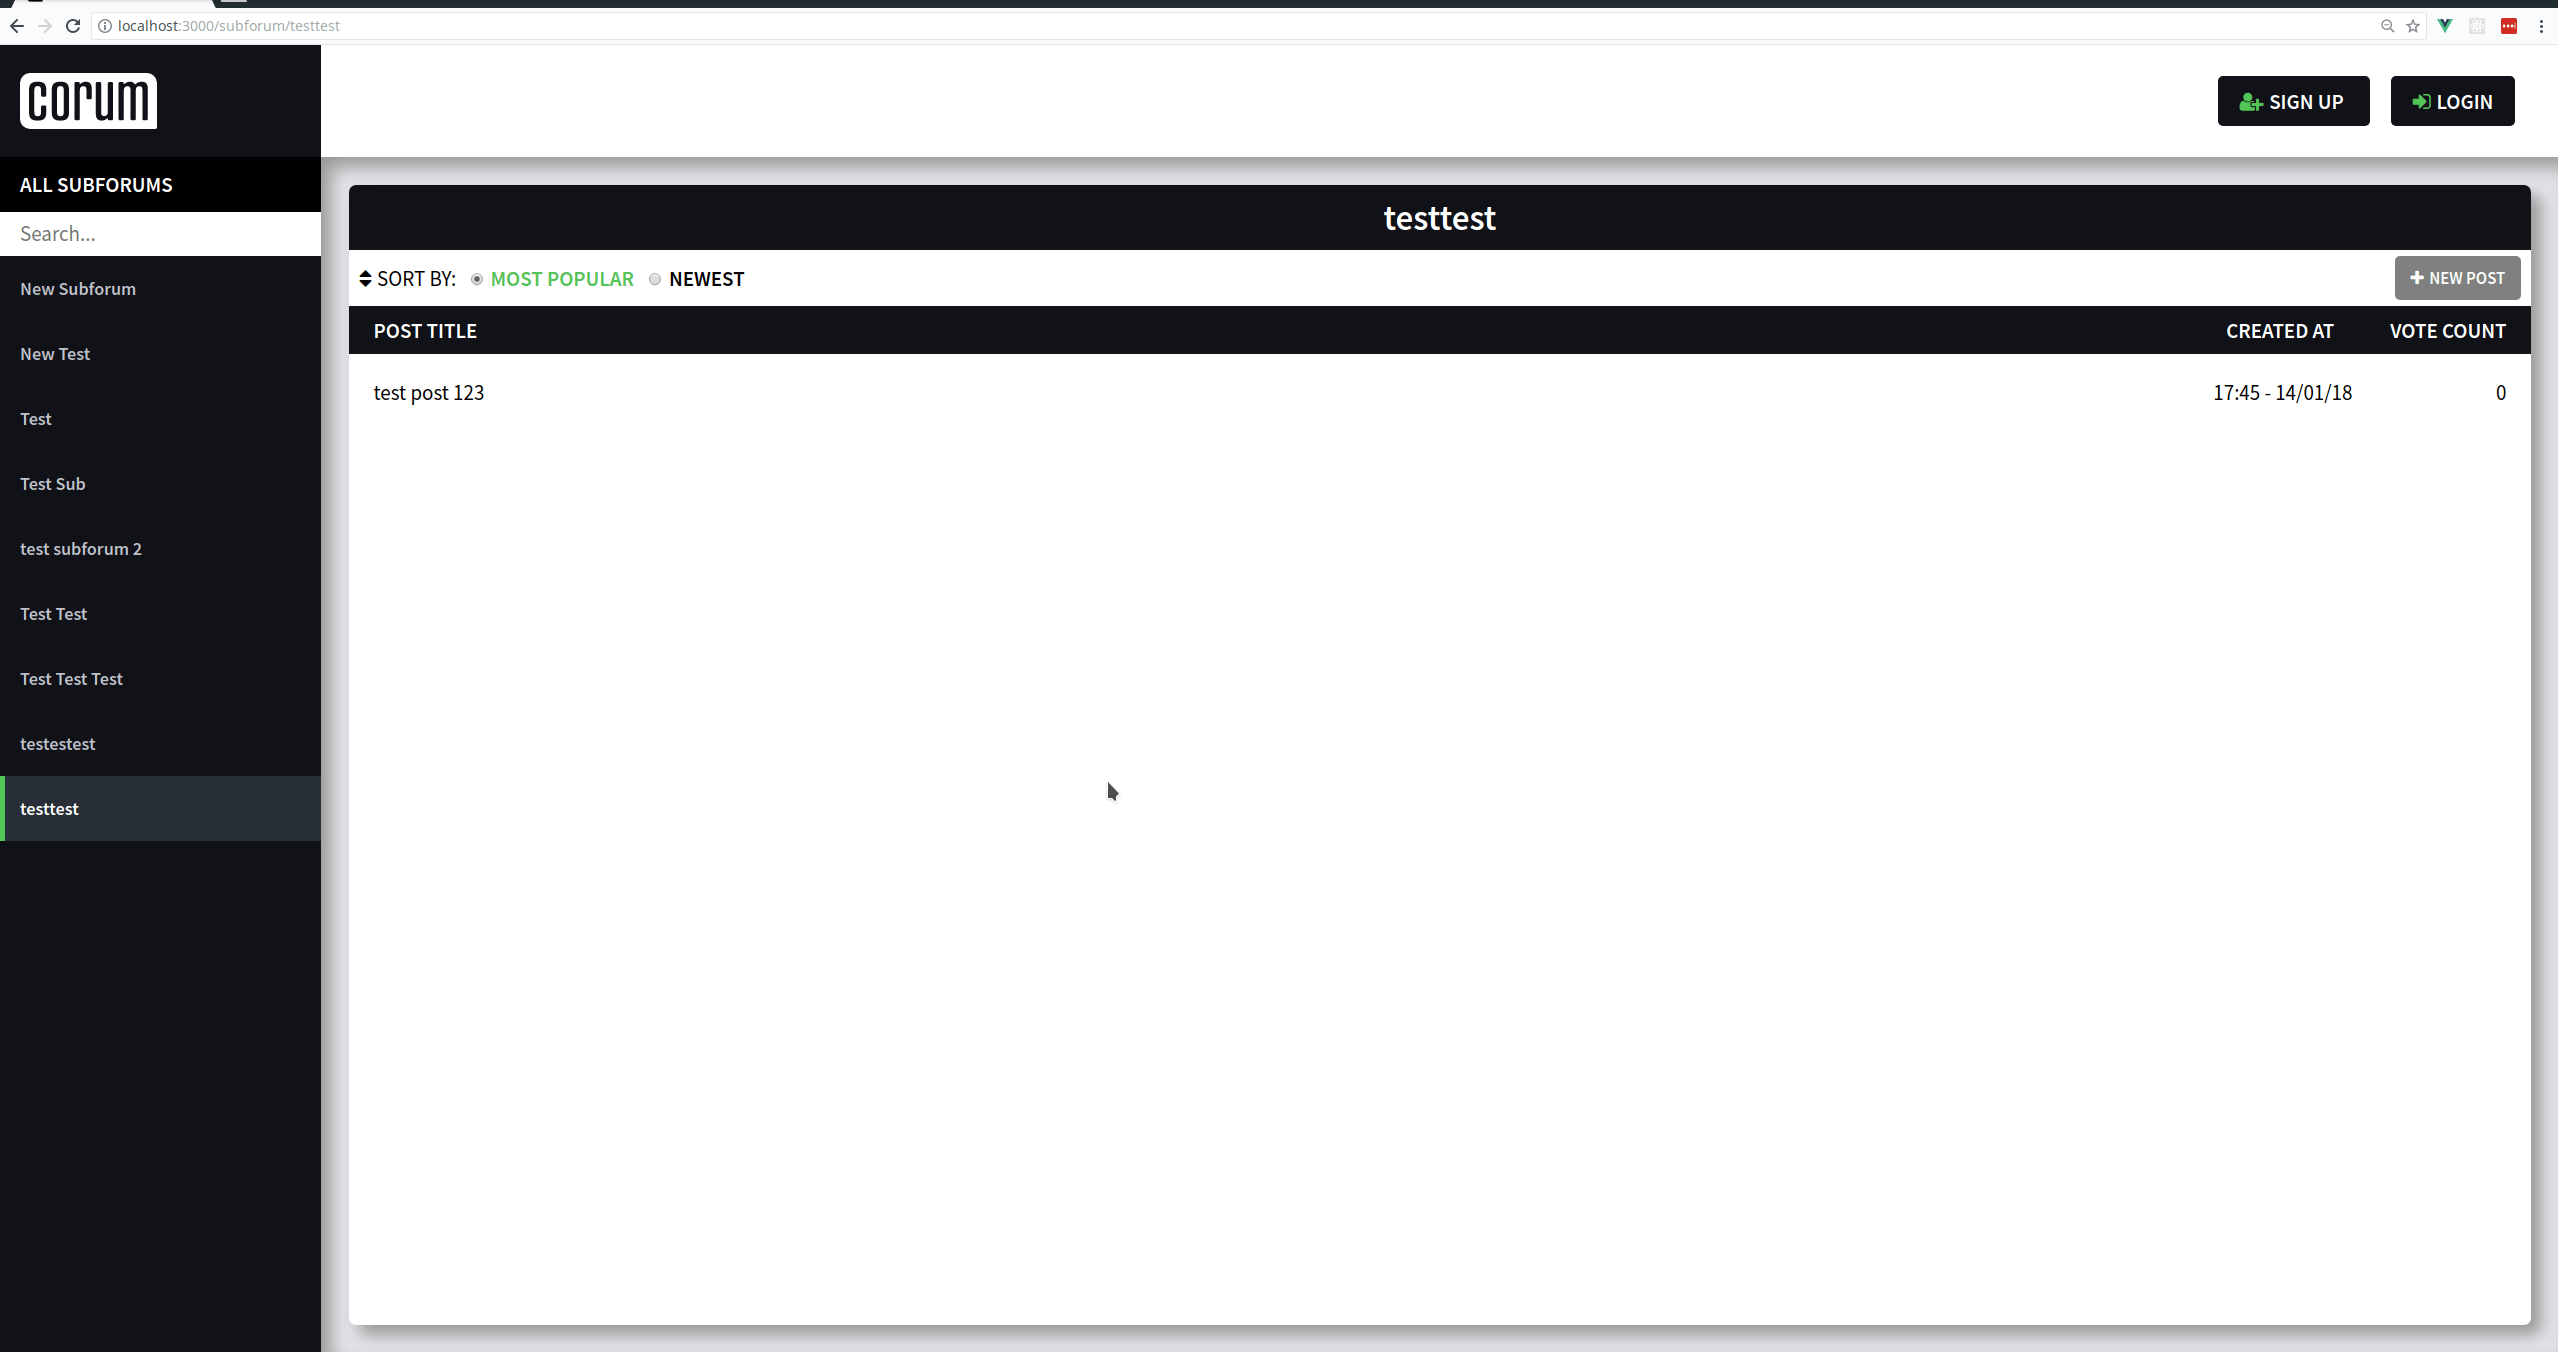 localhost:3000/subforum/testtest
corum
SIGN UP
LOGIN
ALL SUBFORUMS
Search...
New Subforum
New Test
Test
Test Sub
test subforum 2
Test Test
Test Test Test
testestest
testtest
testtest
SORT BY: MOST POPULAR NEWEST
NEW POST
POST TITLE CREATED AT VOTE COUNT
test post 123 17:45 - 14/01/18 0